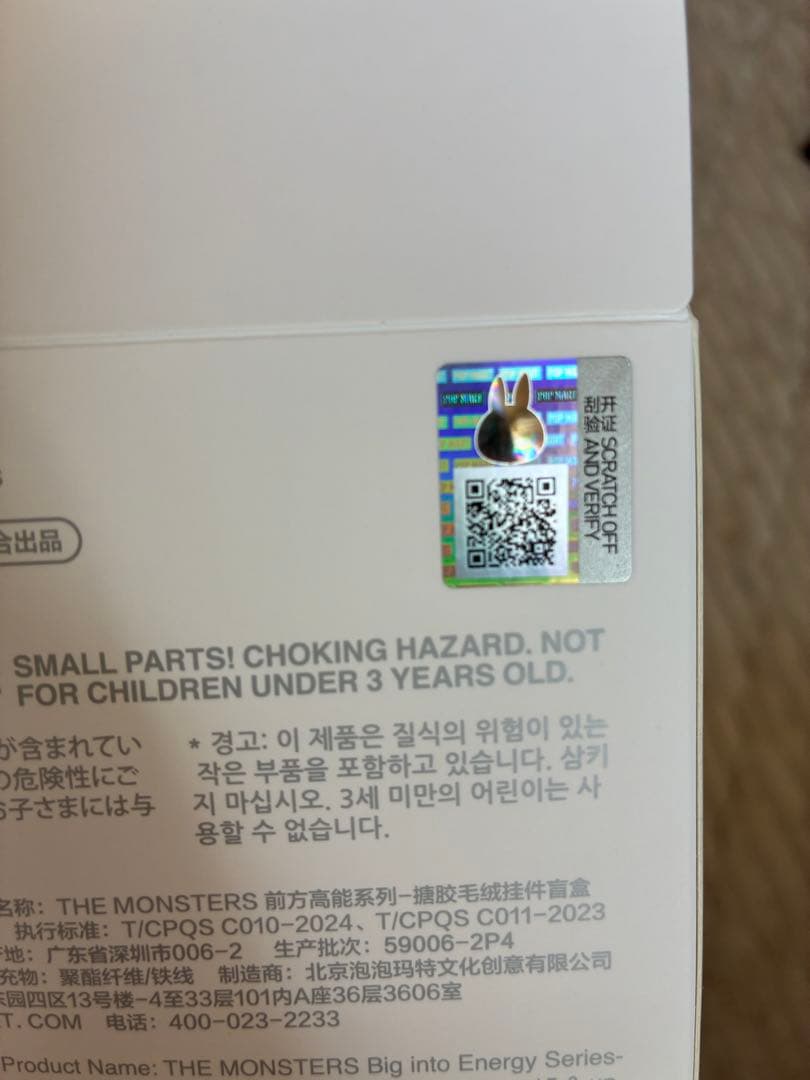 POP MART POP MART
开 证 SCRATCH OFF
刮 验 AND VERIFY
合出品
SMALL PARTS! CHOKING HAZARD. NOT
FOR CHILDREN UNDER 3 YEARS OLD.
が含まれてい
の危険性にご
お子さまには与
* 경고: 이 제품은 질식의 위험이 있는
작은 부품을 포함하고 있습니다. 삼키
지 마십시오. 3세 미만의 어린이는 사
용할 수 없습니다.
名称：THE MONSTERS 前方高能系列-搪胶毛绒挂件盲盒
执行标准：T/CPQS C010-2024、T/CPQS C011-2023
地：广东省深圳市006-2 生产批次：59006-2P4
充物：聚酯纤维/铁线 制造商：北京泡泡玛特文化创意有限公司
东园四区13号楼-4至33层101内A座36层3606室
T.COM 电话：400-023-2233
Product Name: THE MONSTERS Big into Energy Series-